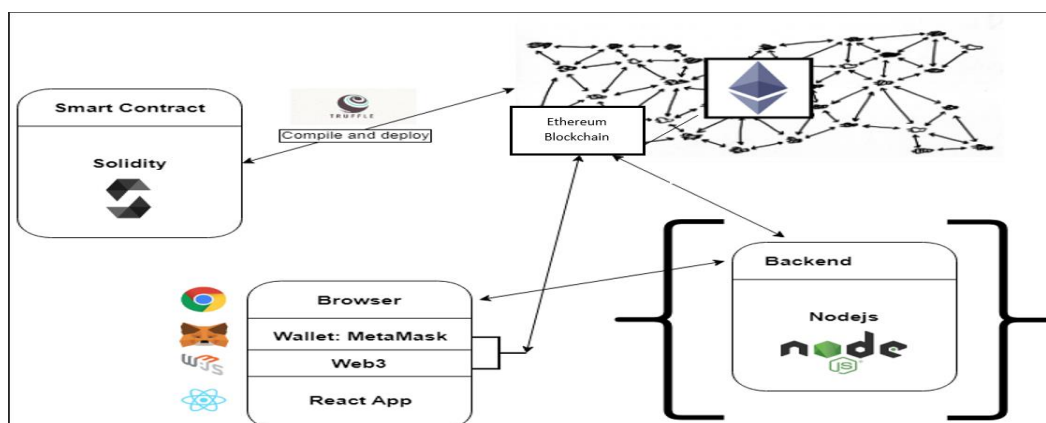 Smart Contract
Solidity
TRUFFLE
Compile and deploy
Ethereum
Blockchain
Browser
Wallet: MetaMask
Web3
React App
Backend
Nodejs
node
JS